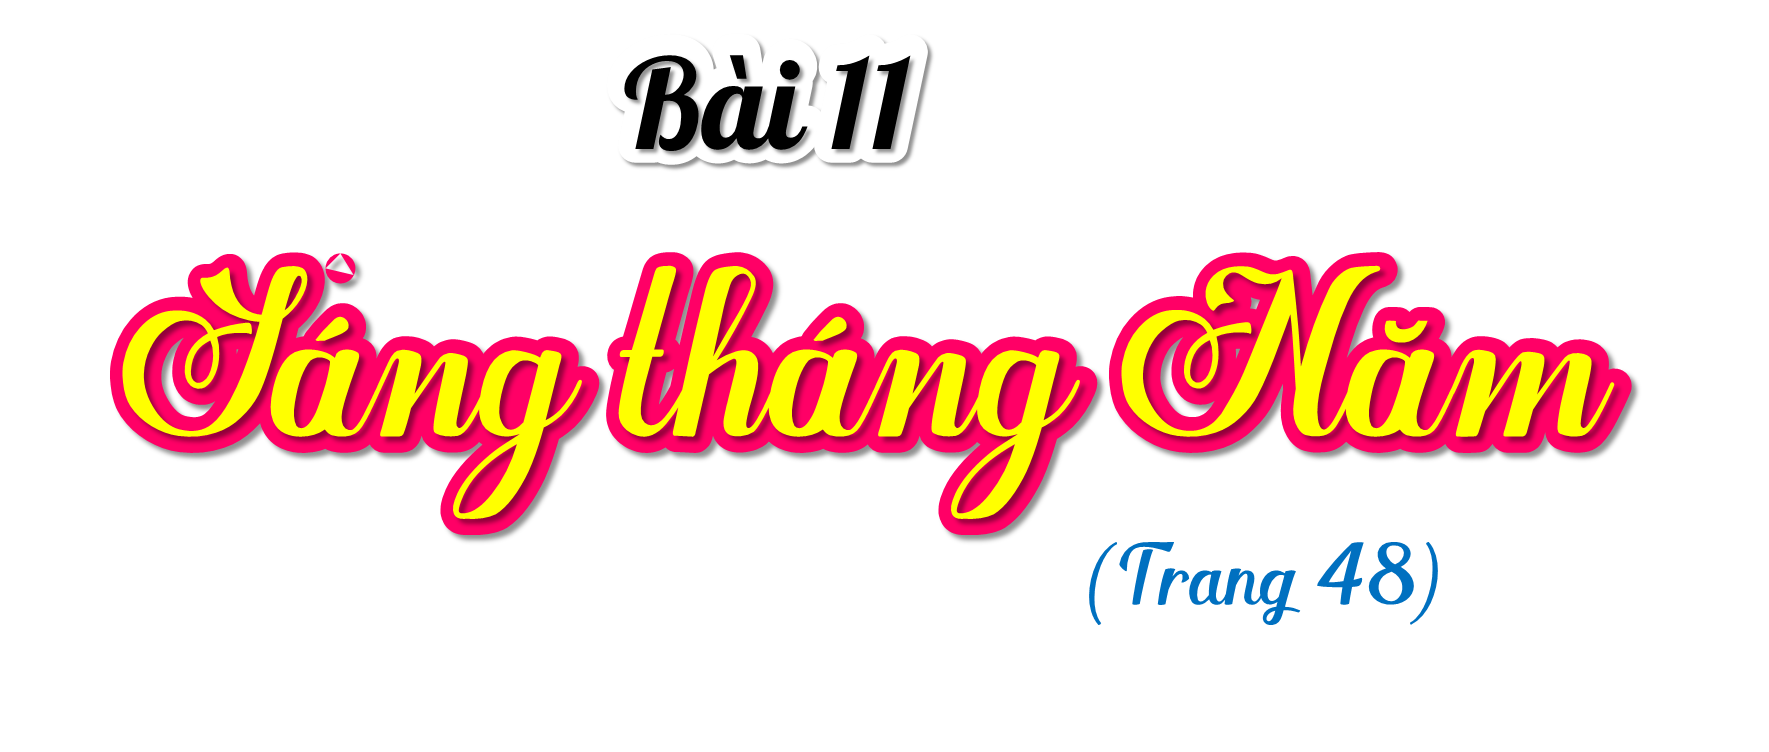 Bài 11
Sáng tháng Năm
(Trang 48)